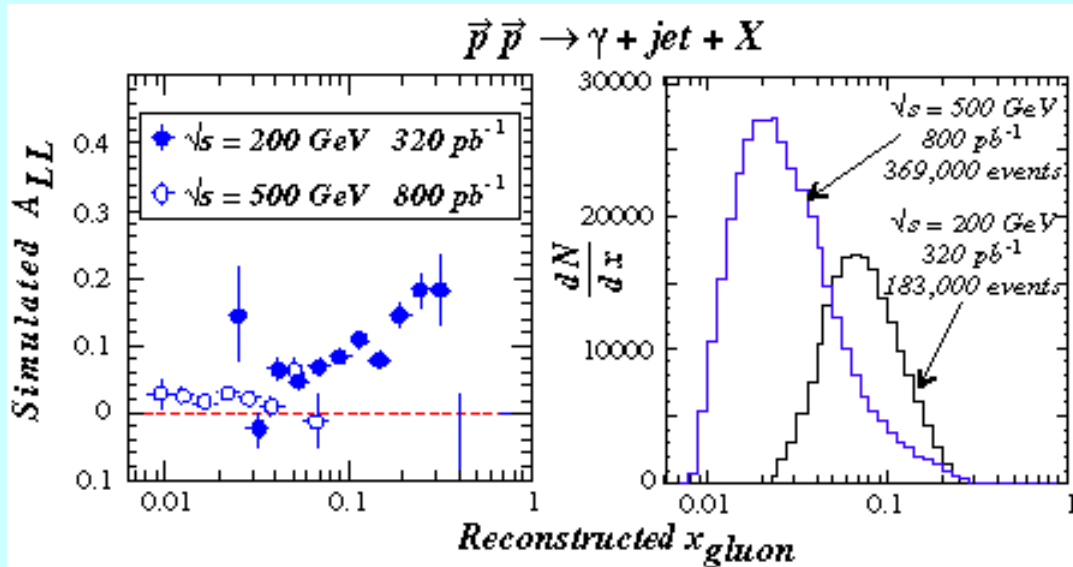 p⃗ p⃗ → γ + jet + X
Simulated A_LL
0.4
0.3
0.2
0.1
0
0.1
√s = 200 GeV 320 pb⁻¹
√s = 500 GeV 800 pb⁻¹
0.01 0.1 1
dN
dx
30000
20000
10000
0
√s = 500 GeV
800 pb⁻¹
369,000 events
√s = 200 GeV
320 pb⁻¹
183,000 events
0.01 0.1 1
Reconstructed x_gluon